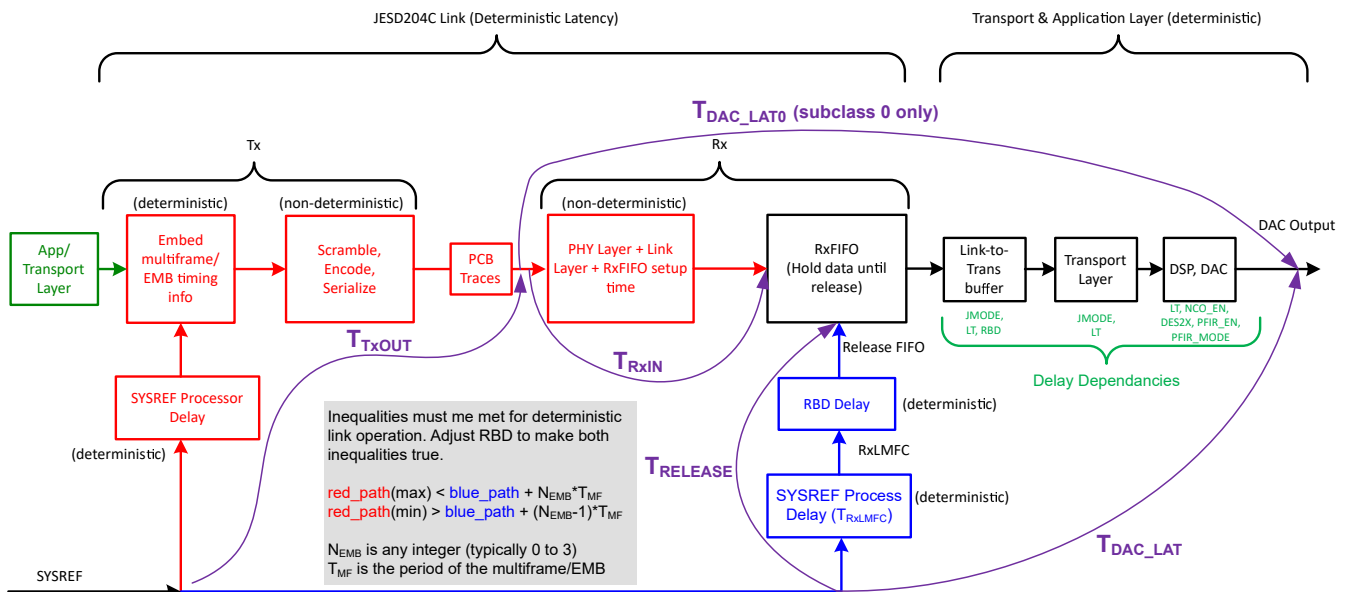 JESD204C Link (Deterministic Latency)
Transport & Application Layer (deterministic)
TDAC_LAT0 (subclass 0 only)
Tx
Rx
(deterministic)
(non-deterministic)
(non-deterministic)
DAC Output
App/
Transport
Layer
Embed
multiframe/
EMB timing
info
Scramble,
Encode,
Serialize
PCB
Traces
PHY Layer + Link
Layer + RxFIFO setup
time
RxFIFO
(Hold data until
release)
Link-to-
Trans
buffer
Transport
Layer
DSP, DAC
JMODE,
LT, RBD
JMODE,
LT
LT, NCO_EN,
DES2X, PFIR_EN,
PFIR_MODE
Delay Dependancies
TTxOUT
TRxIN
Release FIFO
SYSREF Processor
Delay
(deterministic)
RBD Delay
(deterministic)
RxLMFC
TRELEASE
SYSREF Process
Delay (TRxLMFC)
(deterministic)
TDAC_LAT
Inequalities must me met for deterministic
link operation. Adjust RBD to make both
inequalities true.
red_path(max) < blue_path + NEMB*TMF
red_path(min) > blue_path + (NEMB-1)*TMF
NEMB is any integer (typically 0 to 3)
TMF is the period of the multiframe/EMB
SYSREF